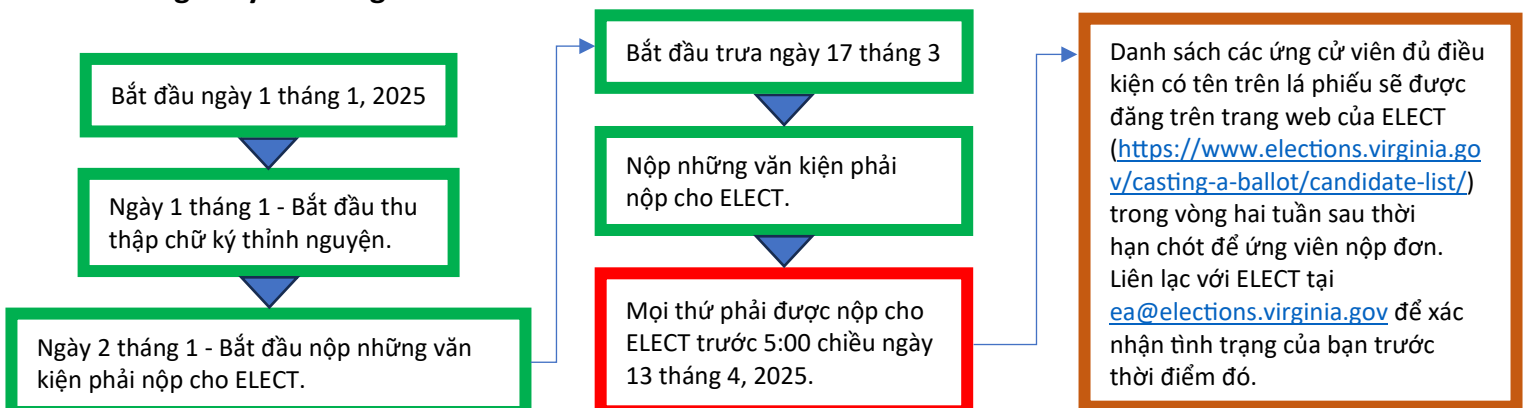 Bắt đầu ngày 1 tháng 1, 2025
Ngày 1 tháng 1 - Bắt đầu thu
thập chữ ký thỉnh nguyện.
Ngày 2 tháng 1 - Bắt đầu nộp những văn
kiện phải nộp cho ELECT.
Bắt đầu trưa ngày 17 tháng 3
Nộp những văn kiện phải
nộp cho ELECT.
Mọi thứ phải được nộp cho
ELECT trước 5:00 chiều ngày
13 tháng 4, 2025.
Danh sách các ứng cử viên đủ điều
kiện có tên trên lá phiếu sẽ được
đăng trên trang web của ELECT
(https://www.elections.virginia.go
v/casting-a-ballot/candidate-list/)
trong vòng hai tuần sau thời
hạn chót để ứng viên nộp đơn.
Liên lạc với ELECT tại
ea@elections.virginia.gov để xác
nhận tình trạng của bạn trước
thời điểm đó.